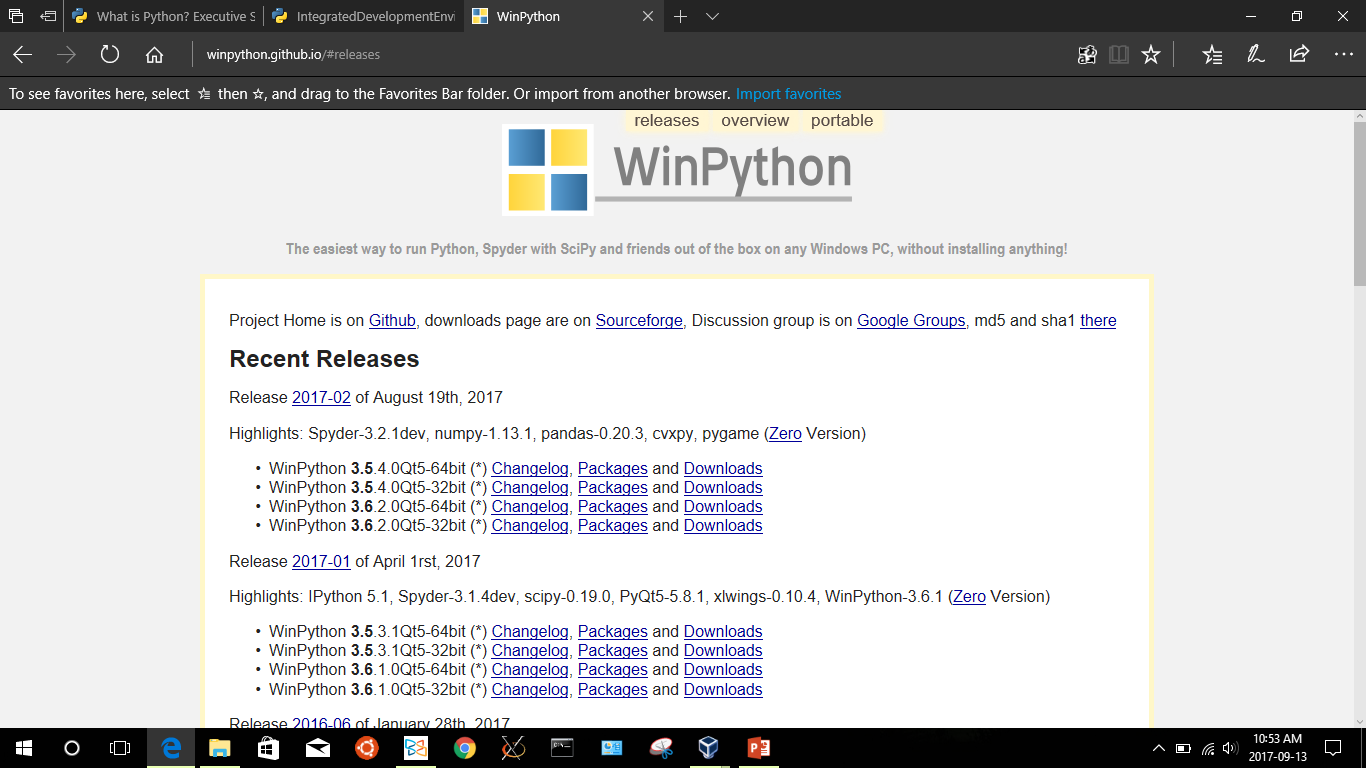 What is Python? Executive S
IntegratedDevelopmentEnvi
WinPython
winpython.github.io/#releases
To see favorites here, select then ☆, and drag to the Favorites Bar folder. Or import from another browser. Import favorites
releases overview portable
WinPython
The easiest way to run Python, Spyder with SciPy and friends out of the box on any Windows PC, without installing anything!
Project Home is on Github, downloads page are on Sourceforge, Discussion group is on Google Groups, md5 and sha1 there
Recent Releases
Release 2017-02 of August 19th, 2017
Highlights: Spyder-3.2.1dev, numpy-1.13.1, pandas-0.20.3, cvxpy, pygame (Zero Version)
• WinPython 3.5.4.0Qt5-64bit (*) Changelog, Packages and Downloads
• WinPython 3.5.4.0Qt5-32bit (*) Changelog, Packages and Downloads
• WinPython 3.6.2.0Qt5-64bit (*) Changelog, Packages and Downloads
• WinPython 3.6.2.0Qt5-32bit (*) Changelog, Packages and Downloads
Release 2017-01 of April 1rst, 2017
Highlights: IPython 5.1, Spyder-3.1.4dev, scipy-0.19.0, PyQt5-5.8.1, xlwings-0.10.4, WinPython-3.6.1 (Zero Version)
• WinPython 3.5.3.1Qt5-64bit (*) Changelog, Packages and Downloads
• WinPython 3.5.3.1Qt5-32bit (*) Changelog, Packages and Downloads
• WinPython 3.6.1.0Qt5-64bit (*) Changelog, Packages and Downloads
• WinPython 3.6.1.0Qt5-32bit (*) Changelog, Packages and Downloads
Release 2016-06 of January 28th, 2017
10:53 AM
2017-09-13